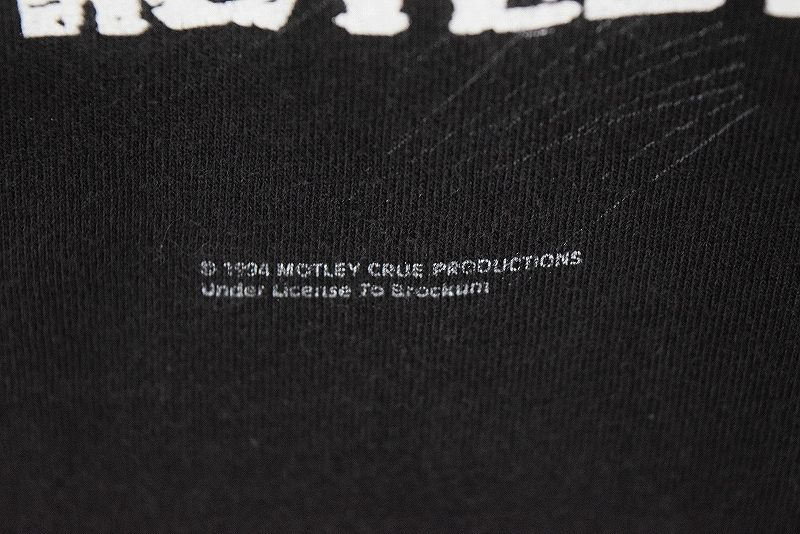 © 1994 MOTLEY CRUE PRODUCTIONS
Under License To Brockum